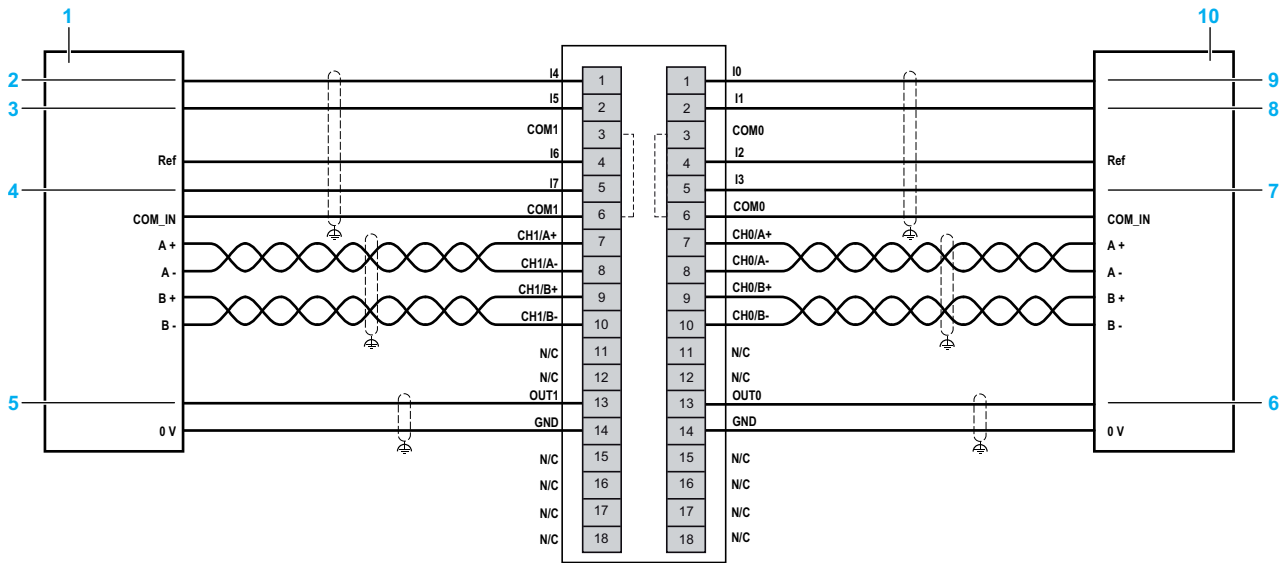 1 10
2 I4 1 1 I0 9
3 I5 2 2 I1 8
COM1 3 3 COM0
Ref I6 4 4 I2 Ref
4 I7 5 5 I3 7
COM_IN COM1 6 6 COM0 COM_IN
A + CH1/A+ 7 7 CH0/A+ A +
A - CH1/A- 8 8 CH0/A- A -
B + CH1/B+ 9 9 CH0/B+ B +
B - CH1/B- 10 10 CH0/B- B -
N/C 11 11 N/C
N/C 12 12 N/C
5 OUT1 13 13 OUT0 6
0 V GND 14 14 GND 0 V
N/C 15 15 N/C
N/C 16 16 N/C
N/C 17 17 N/C
N/C 18 18 N/C